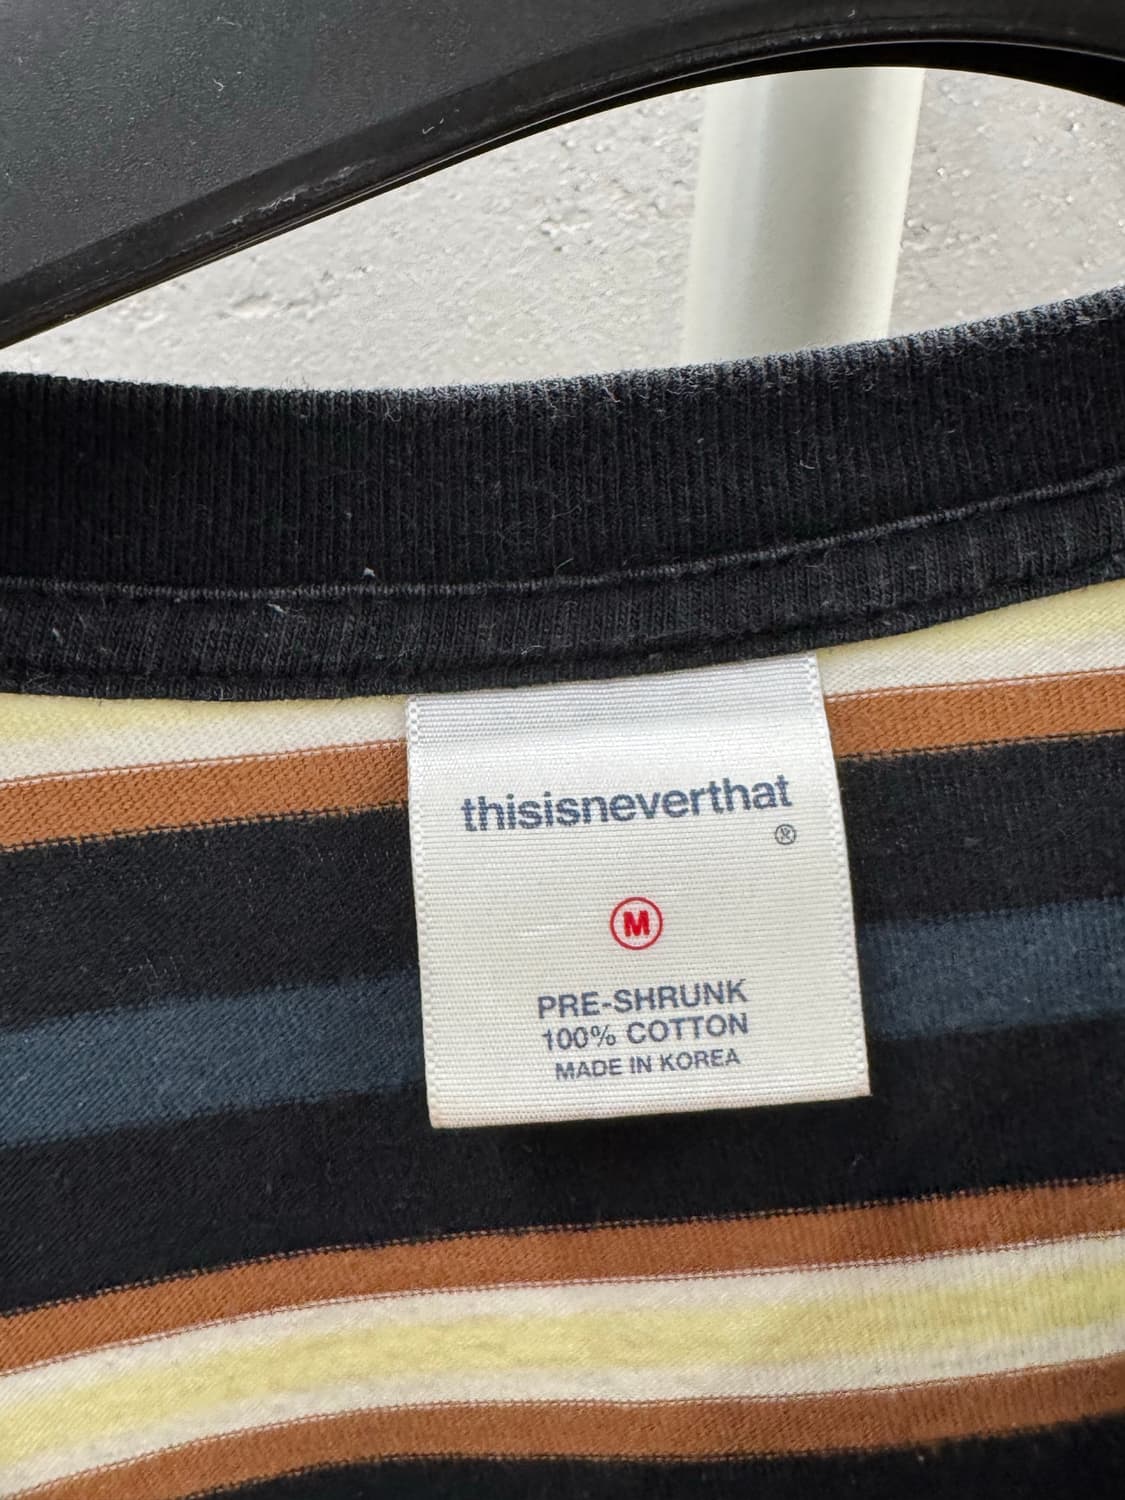 thisisneverthat
®
M
PRE-SHRUNK
100% COTTON
MADE IN KOREA